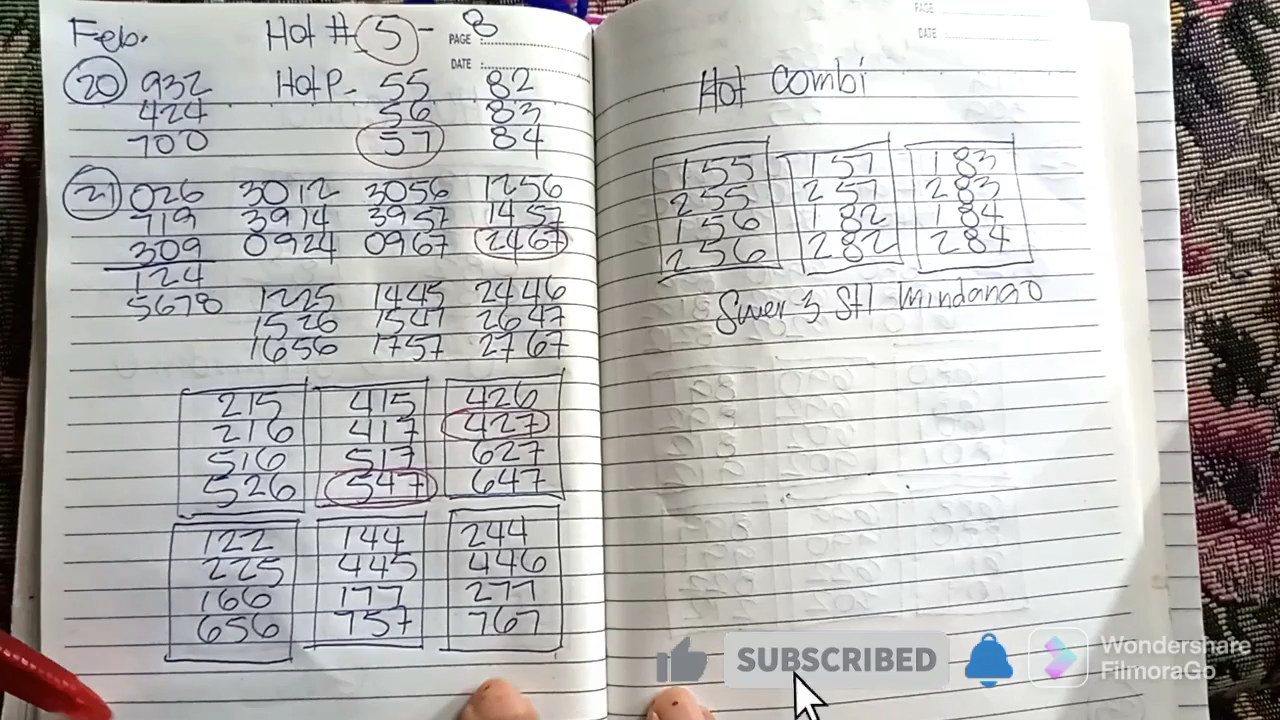 Feb. Hot # 5 - 8
PAGE :
DATE :
20 932 Hot P- 55 82
424 56 83
700 57 84
21 026 3012 3056 1256
719 3914 3957 1457
309 0924 0967 2467
124
5678 1225 1445 2446
1526 1547 2647
1656 1757 2767
215 415 426
216 417 427
516 517 627
526 547 647
122 144 244
225 445 446
166 177 277
656 757 767
PAGE :
DATE :
Hot Combi
155 157 183
255 257 283
156 182 184
256 282 284
Swer 3 Stl Mindanao
SUBSCRIBED
Wondershare
FilmoraGo